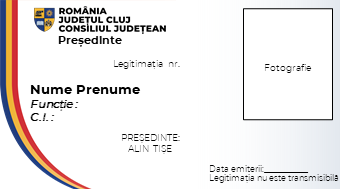 ROMÂNIA
JUDEȚUL CLUJ
CONSILIUL JUDEȚEAN
Președinte
Legitimația nr.
Fotografie
Nume Prenume
Funcție:
C.I.:
PREȘEDINTE:
ALIN TIȘE
Data emiterii:__________
Legitimația nu este transmisibilă